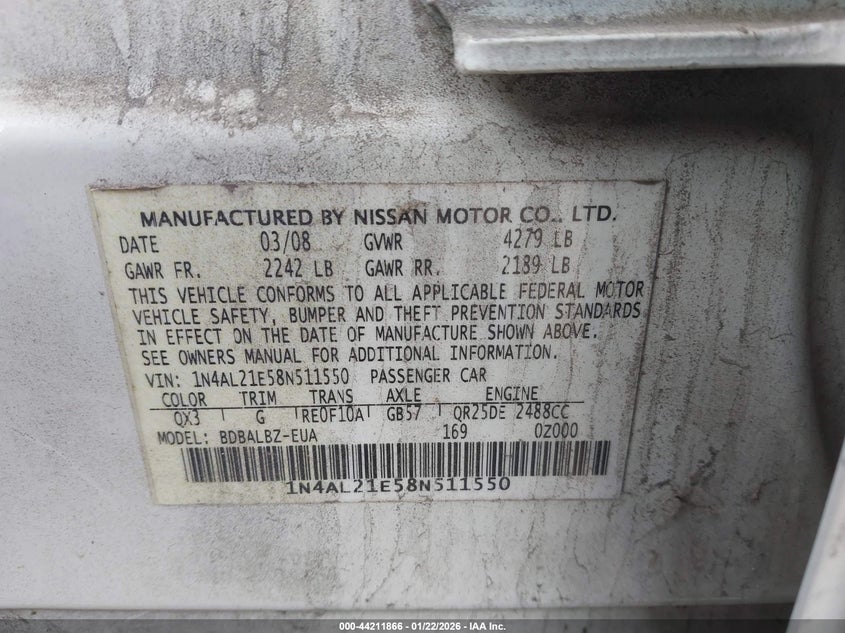 MANUFACTURED BY NISSAN MOTOR CO., LTD.
DATE 03/08 GVWR 4279 LB
GAWR FR. 2242 LB GAWR RR. 2189 LB
THIS VEHICLE CONFORMS TO ALL APPLICABLE FEDERAL MOTOR
VEHICLE SAFETY, BUMPER AND THEFT PREVENTION STANDARDS
IN EFFECT ON THE DATE OF MANUFACTURE SHOWN ABOVE.
SEE OWNERS MANUAL FOR ADDITIONAL INFORMATION.
VIN: 1N4AL21E58N511550 PASSENGER CAR
COLOR TRIM TRANS AXLE ENGINE
QX3 G RE0F10A GB57 QR25DE 2488CC
MODEL: BDBALBZ-EUA 169 0Z000
1N4AL21E58N511550
000-44211866 - 01/22/2026 - IAA Inc.